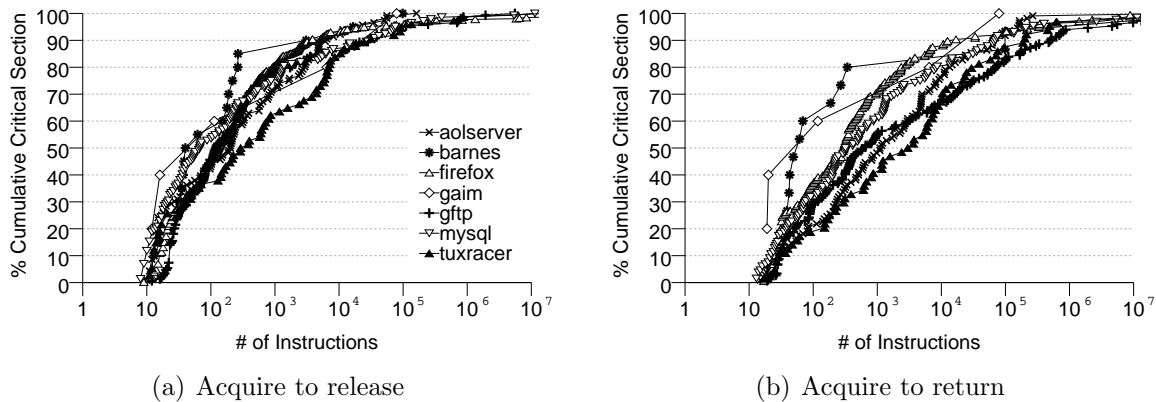 % Cumulative Critical Section
100
90
80
70
60
50
40
30
20
10
0
1
10
10²
10³
10⁴
10⁵
10⁶
10⁷
# of Instructions
aolserver
barnes
firefox
gaim
gftp
mysql
tuxracer
(a) Acquire to release
% Cumulative Critical Section
100
90
80
70
60
50
40
30
20
10
0
1
10
10²
10³
10⁴
10⁵
10⁶
10⁷
# of Instructions
(b) Acquire to return